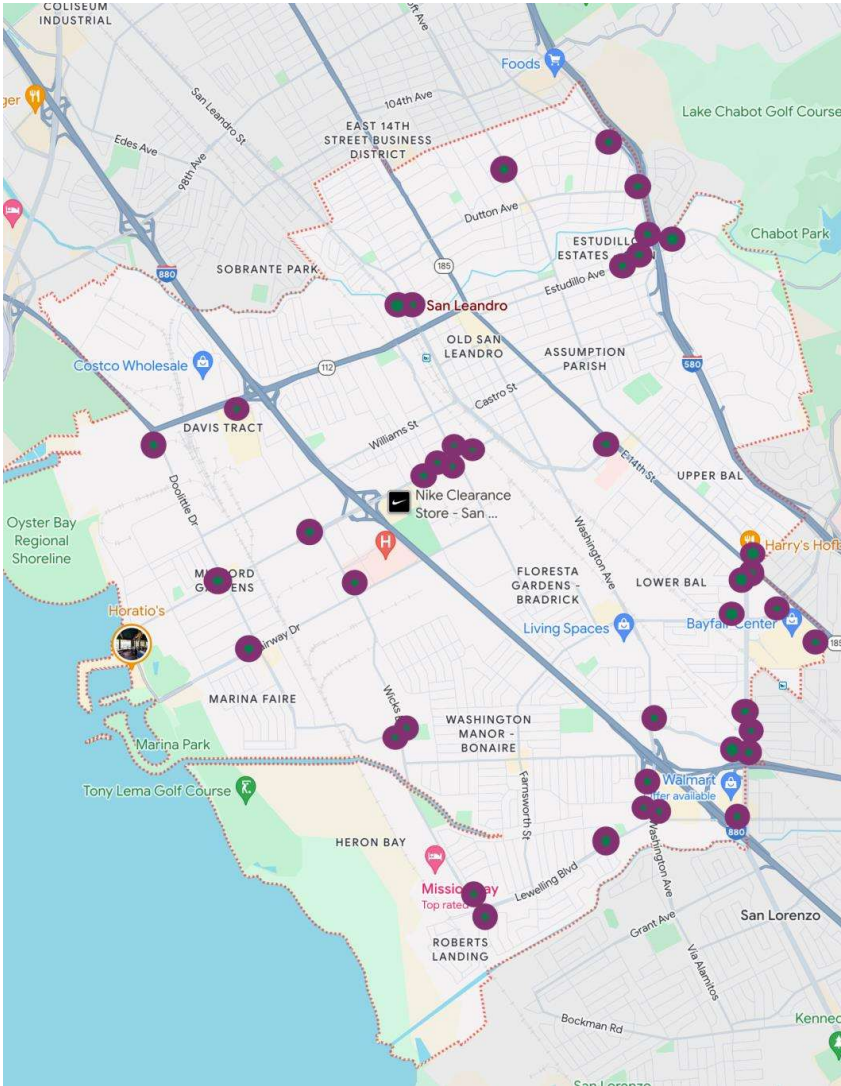 COLISEUM
INDUSTRIAL
Foods
104th Ave
San Leandro St
EAST 14TH
STREET BUSINESS
DISTRICT
Lake Chabot Golf Course
Edes Ave
98th Ave
Dutton Ave
Chabot Park
ESTUDILLO
ESTATES
Estudillo Ave
185
880
SOBRANTE PARK
San Leandro
OLD SAN
LEANDRO
ASSUMPTION
PARISH
580
112
Costco Wholesale
Castro St
DAVIS TRACT
Williams St
E 14th St
UPPER BAL
Doolittle Dr
Nike Clearance
Store - San ...
Oyster Bay
Regional
Shoreline
Washington Ave
H
FLORESTA
GARDENS -
BRADRICK
LOWER BAL
Harry's Hof
Horatio's
Living Spaces
Bayfair Center
185
MARINA FAIRE
Wicks
WASHINGTON
MANOR -
BONAIRE
Marina Park
Tony Lema Golf Course
Farnsworth St
Walmart
880
HERON BAY
Washington Ave
Top rated
Lewelling Blvd
San Lorenzo
Grant Ave
ROBERTS
LANDING
Via Alamitos
Bockman Rd
San Lorenzo